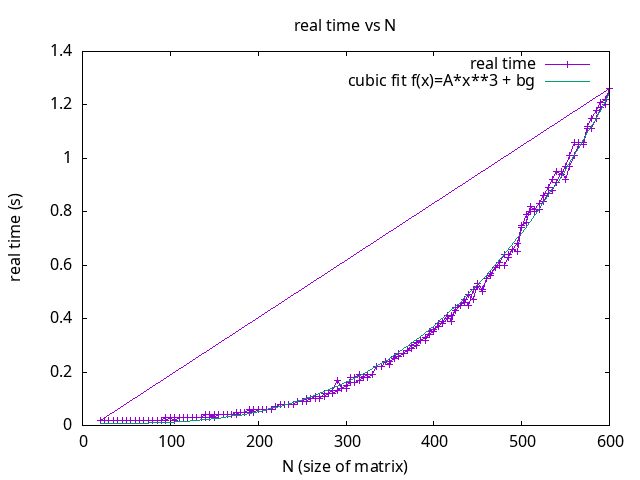 real time vs N
real time
cubic fit f(x)=A*x**3 + bg
1.4
1.2
1
0.8
0.6
0.4
0.2
0
real time (s)
0 100 200 300 400 500 600
N (size of matrix)